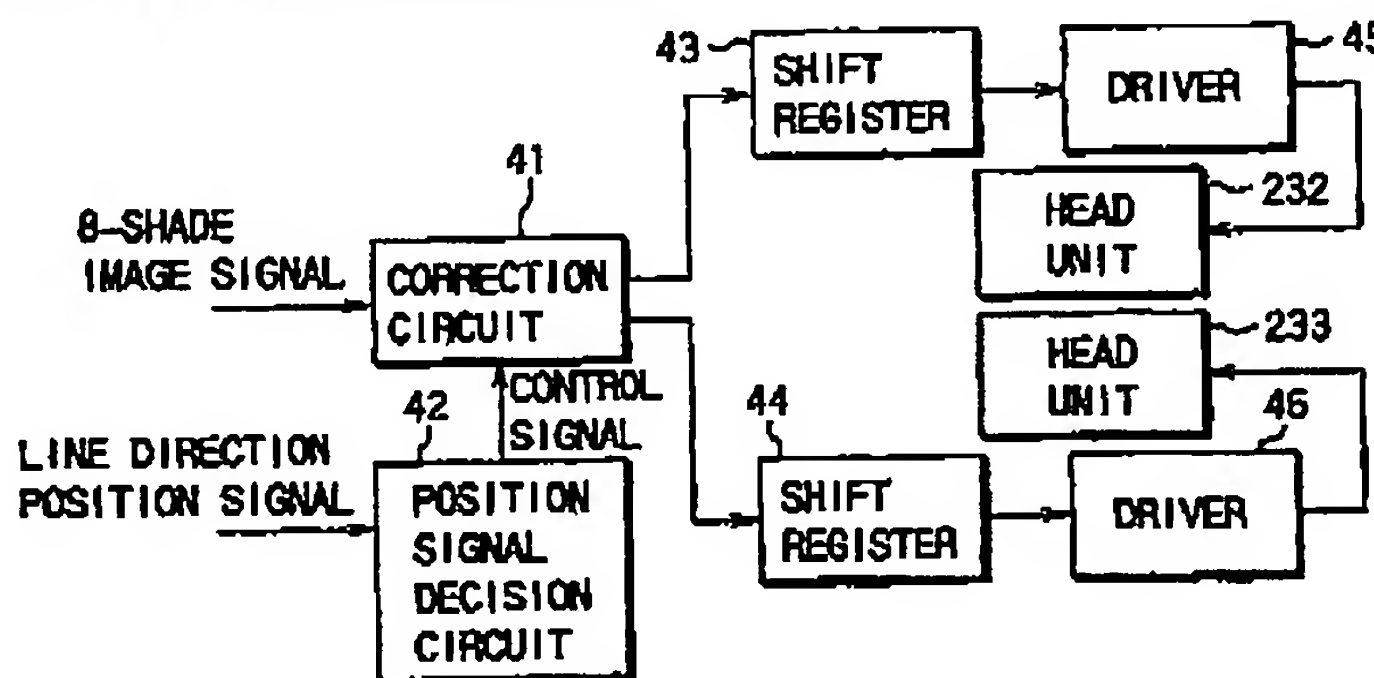 43
SHIFT
REGISTER
DRIVER
45
41
HEAD
UNIT
232
8-SHADE
IMAGE SIGNAL
CORRECTION
CIRCUIT
HEAD
UNIT
233
CONTROL
SIGNAL
42
44
46
LINE DIRECTION
POSITION SIGNAL
POSITION
SIGNAL
DECISION
CIRCUIT
SHIFT
REGISTER
DRIVER